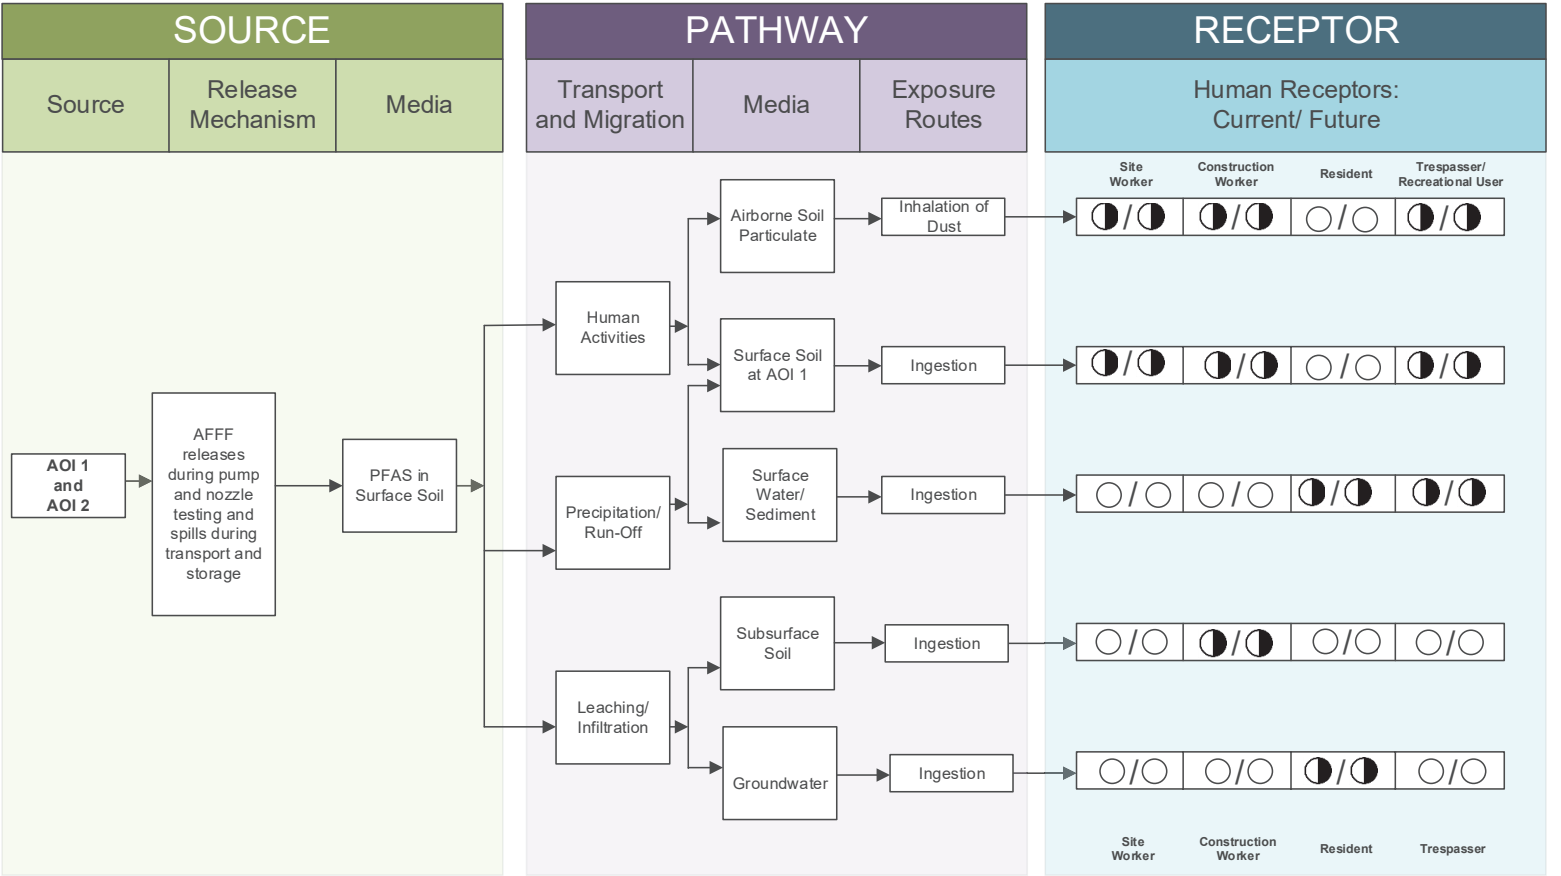 SOURCE
PATHWAY
RECEPTOR
Source
Release
Mechanism
Media
Transport
and Migration
Media
Exposure
Routes
Human Receptors:
Current/ Future
Site
Worker
Construction
Worker
Resident
Trespasser/
Recreational User
AOI 1
and
AOI 2
AFFF
releases
during pump
and nozzle
testing and
spills during
transport and
storage
PFAS in
Surface Soil
Human
Activities
Precipitation/
Run-Off
Leaching/
Infiltration
Airborne Soil
Particulate
Inhalation of
Dust
/
/
/
/
Surface Soil
at AOI 1
Ingestion
/
/
/
/
Surface
Water/
Sediment
Ingestion
/
/
/
/
Subsurface
Soil
Ingestion
/
/
/
/
Groundwater
Ingestion
/
/
/
/
Site
Worker
Construction
Worker
Resident
Trespasser